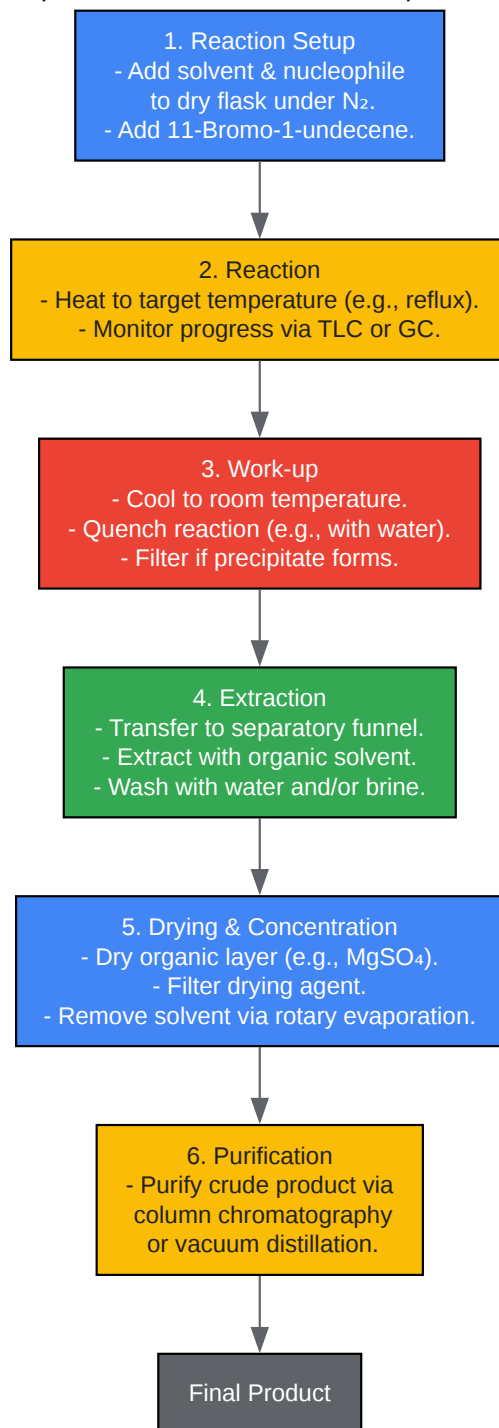 1. Reaction Setup
- Add solvent & nucleophile
to dry flask under N₂.
- Add 11-Bromo-1-undecene.
2. Reaction
- Heat to target temperature (e.g., reflux).
- Monitor progress via TLC or GC.
3. Work-up
- Cool to room temperature.
- Quench reaction (e.g., with water).
- Filter if precipitate forms.
4. Extraction
- Transfer to separatory funnel.
- Extract with organic solvent.
- Wash with water and/or brine.
5. Drying & Concentration
- Dry organic layer (e.g., MgSO₄).
- Filter drying agent.
- Remove solvent via rotary evaporation.
6. Purification
- Purify crude product via
column chromatography
or vacuum distillation.
Final Product